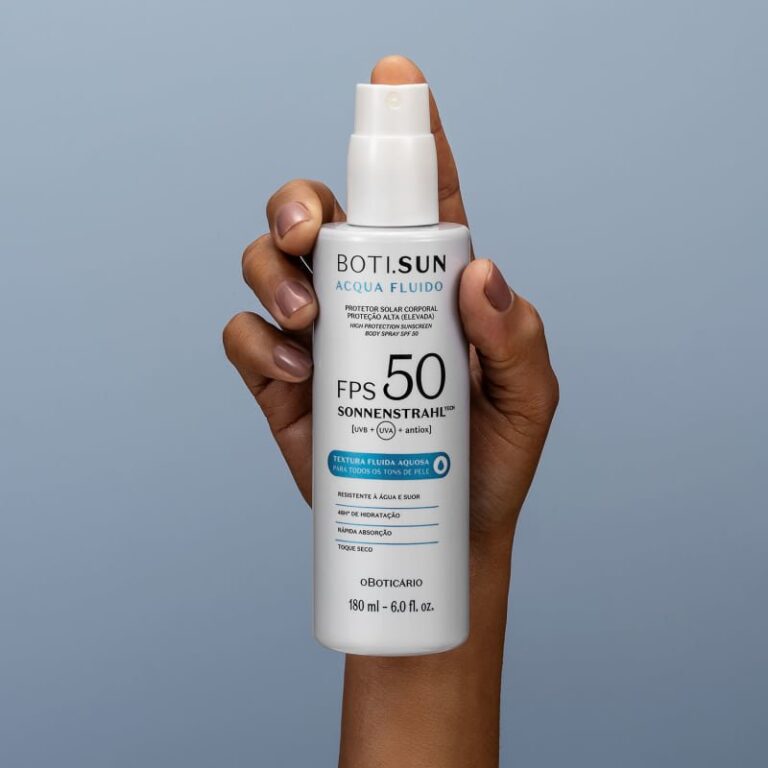 BOTI.SUN
ACQUA FLUIDO
PROTETOR SOLAR CORPORAL
PROTEÇÃO ALTA (ELEVADA)
HIGH PROTECTION SUNSCREEN
BODY SPRAY SPF 50
FPS 50
SONNENSTRAHL TECH
[UVB + UVA + antiox]
TEXTURA FLUIDA AQUOSA
PARA TODOS OS TONS DE PELE
RESISTENTE À ÁGUA E SUOR
48H* DE HIDRATAÇÃO
RÁPIDA ABSORÇÃO
TOQUE SECO
oBOTICÁRIO
180 ml - 6.0 fl. oz.